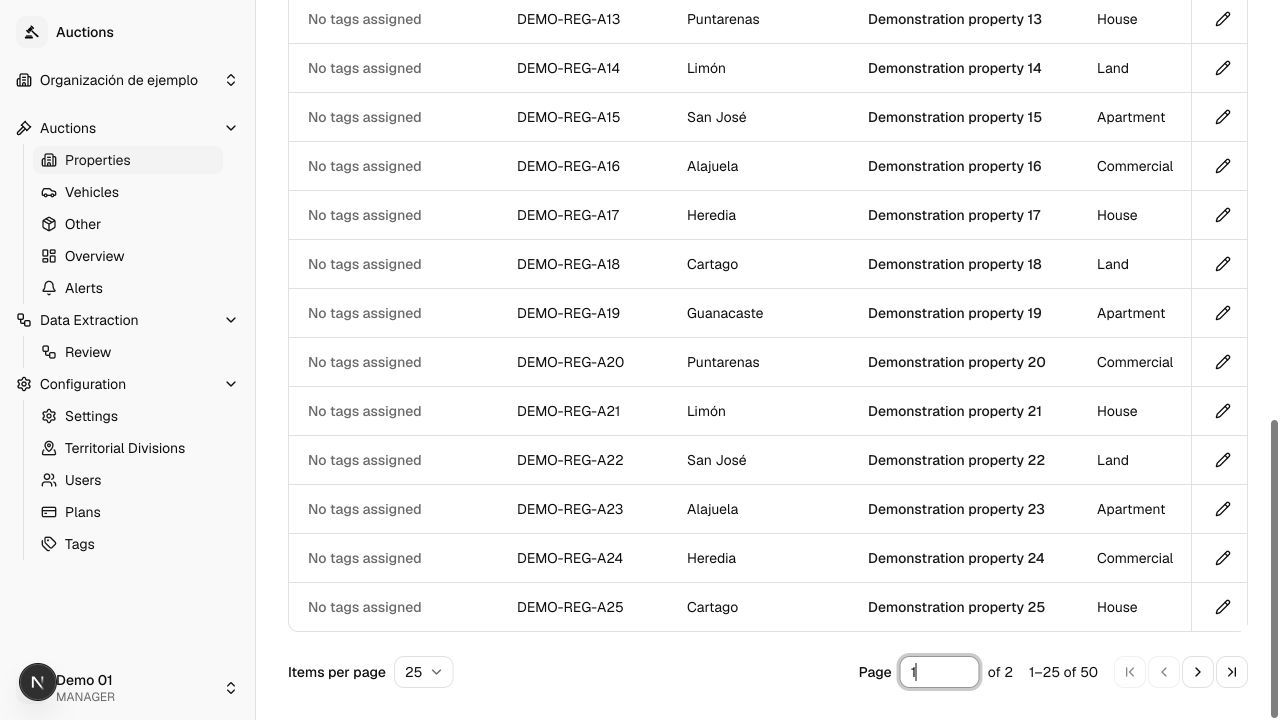 Auctions
Organización de ejemplo
Auctions
Properties
Vehicles
Other
Overview
Alerts
Data Extraction
Review
Configuration
Settings
Territorial Divisions
Users
Plans
Tags
N
Demo 01
MANAGER
No tags assigned DEMO-REG-A13 Puntarenas Demonstration property 13 House
No tags assigned DEMO-REG-A14 Limón Demonstration property 14 Land
No tags assigned DEMO-REG-A15 San José Demonstration property 15 Apartment
No tags assigned DEMO-REG-A16 Alajuela Demonstration property 16 Commercial
No tags assigned DEMO-REG-A17 Heredia Demonstration property 17 House
No tags assigned DEMO-REG-A18 Cartago Demonstration property 18 Land
No tags assigned DEMO-REG-A19 Guanacaste Demonstration property 19 Apartment
No tags assigned DEMO-REG-A20 Puntarenas Demonstration property 20 Commercial
No tags assigned DEMO-REG-A21 Limón Demonstration property 21 House
No tags assigned DEMO-REG-A22 San José Demonstration property 22 Land
No tags assigned DEMO-REG-A23 Alajuela Demonstration property 23 Apartment
No tags assigned DEMO-REG-A24 Heredia Demonstration property 24 Commercial
No tags assigned DEMO-REG-A25 Cartago Demonstration property 25 House
Items per page 25 Page 1 of 2 1–25 of 50